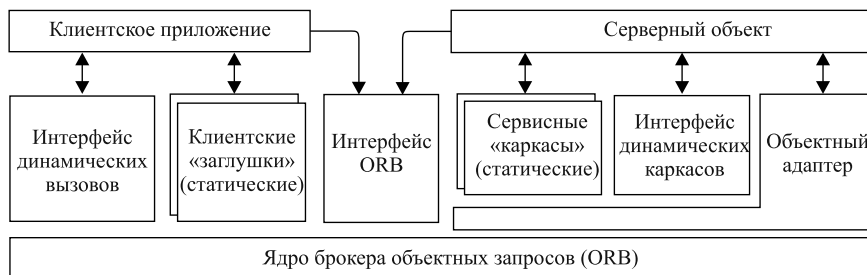 Клиентское приложение
Серверный объект
Интерфейс
динамических
вызовов
Клиентские
«заглушки»
(статические)
Интерфейс
ORB
Сервисные
«каркасы»
(статические)
Интерфейс
динамических
каркасов
Объектный
адаптер
Ядро брокера объектных запросов (ORB)